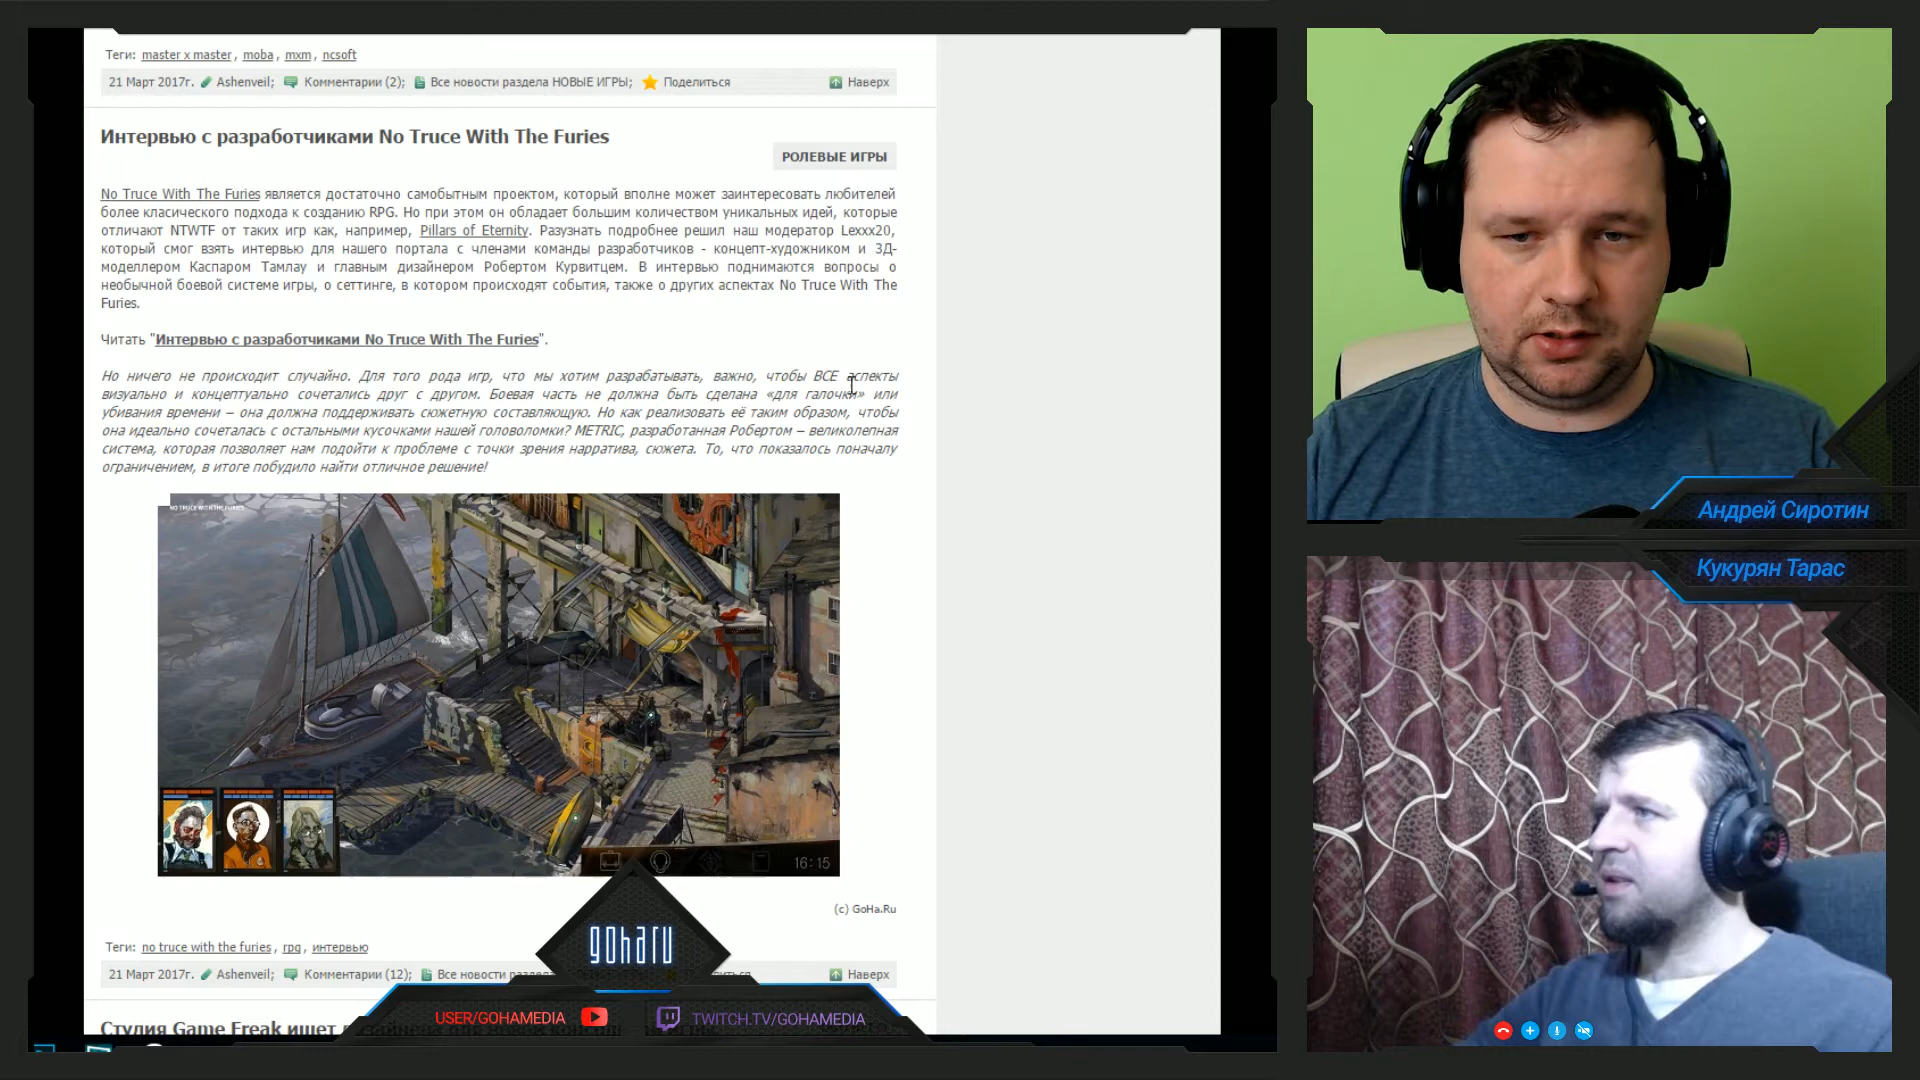 Теги: master x master , moba , mxm , ncsoft
21 Март 2017г. Ashenveil; Комментарии (2); Все новости раздела НОВЫЕ ИГРЫ; Поделиться Наверх
Интервью с разработчиками No Truce With The Furies
РОЛЕВЫЕ ИГРЫ
No Truce With The Furies является достаточно самобытным проектом, который вполне может заинтересовать любителей
более класического подхода к созданию RPG. Но при этом он обладает большим количеством уникальных идей, которые
отличают NTWTF от таких игр как, например, Pillars of Eternity. Разузнать подробнее решил наш модератор Lexxx20,
который смог взять интервью для нашего портала с членами команды разработчиков - концепт-художником и 3Д-
моделлером Каспаром Тамлау и главным дизайнером Робертом Курвитцем. В интервью поднимаются вопросы о
необычной боевой системе игры, о сеттинге, в котором происходят события, также о других аспектах No Truce With The
Furies.
Читать "Интервью с разработчиками No Truce With The Furies".
Но ничего не происходит случайно. Для того рода игр, что мы хотим разрабатывать, важно, чтобы ВСЕ аспекты
визуально и концептуально сочетались друг с другом. Боевая часть не должна быть сделана «для галочки» или
убивания времени – она должна поддерживать сюжетную составляющую. Но как реализовать её таким образом, чтобы
она идеально сочеталась с остальными кусочками нашей головоломки? METRIC, разработанная Робертом – великолепная
система, которая позволяет нам подойти к проблеме с точки зрения нарратива, сюжета. То, что показалось поначалу
ограничением, в итоге побудило найти отличное решение!
NO TRUCE WITH THE FURIES
16:15
(c) GoHa.Ru
Теги: no truce with the furies , rpg , интервью
21 Март 2017г. Ashenveil; Комментарии (12); Все новости Наверх
Студия Game Freak ищет
goharu
USER/GOHAMEDIA
TWITCH.TV/GOHAMEDIA
Андрей Сиротин
Кукурян Тарас